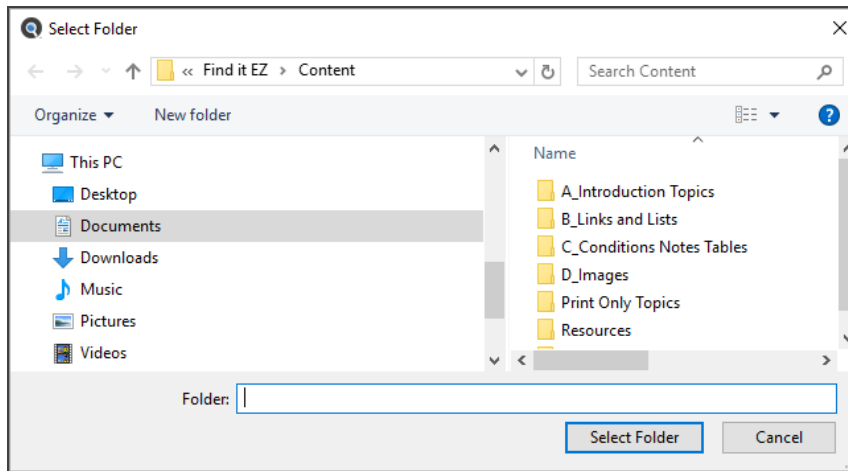 Select Folder
« Find it EZ > Content
Search Content
Organize
New folder
?
This PC
Desktop
Documents
Downloads
Music
Pictures
Videos
Name
A_Introduction Topics
B_Links and Lists
C_Conditions Notes Tables
D_Images
Print Only Topics
Resources
Folder:
Select Folder
Cancel